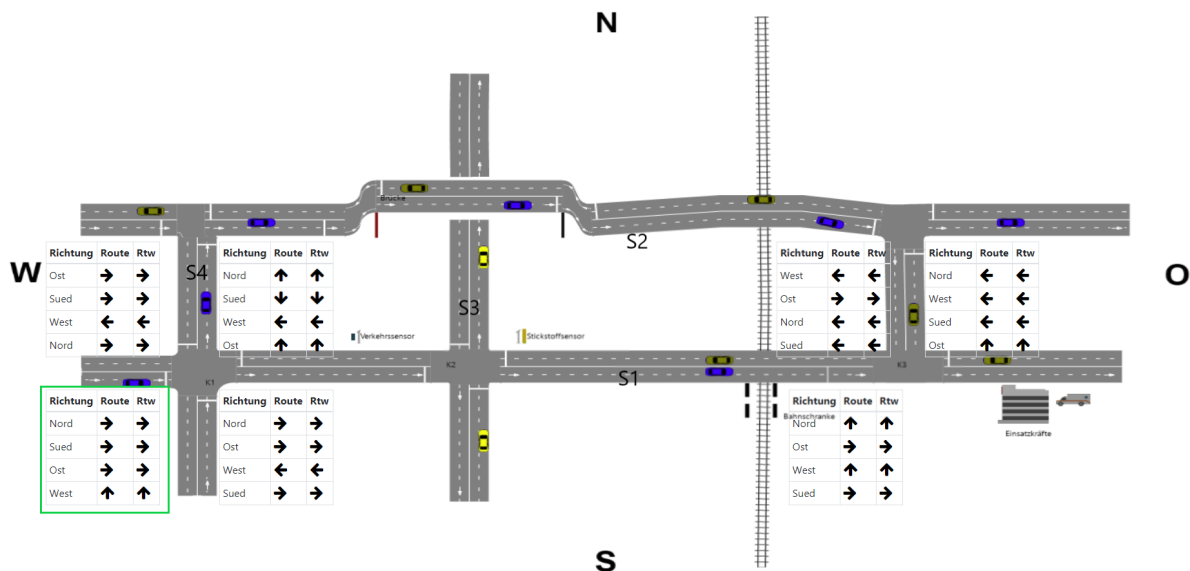 N
Brücke
S2
W
O
Richtung Route Rtw
Ost → →
Sued → →
West ← ←
Nord → →
S4
Richtung Route Rtw
Nord ↑ ↑
Sued ↓ ↓
West ← ←
Ost ↑ ↑
S3
Richtung Route Rtw
West ← ←
Ost → →
Nord ← ←
Sued ← ←
Richtung Route Rtw
Nord ← ←
West ← ←
Sued ← ←
Ost ↑ ↑
Verkehrssensor
Stickstoffsensor
K1
K2
S1
K3
Richtung Route Rtw
Nord → →
Sued → →
Ost → →
West ↑ ↑
Richtung Route Rtw
Nord → →
Ost → →
West ← ←
Sued → →
Bahnschranke
Richtung Route Rtw
Nord ↑ ↑
Ost → →
West ↑ ↑
Sued → →
Einsatzkräfte
S